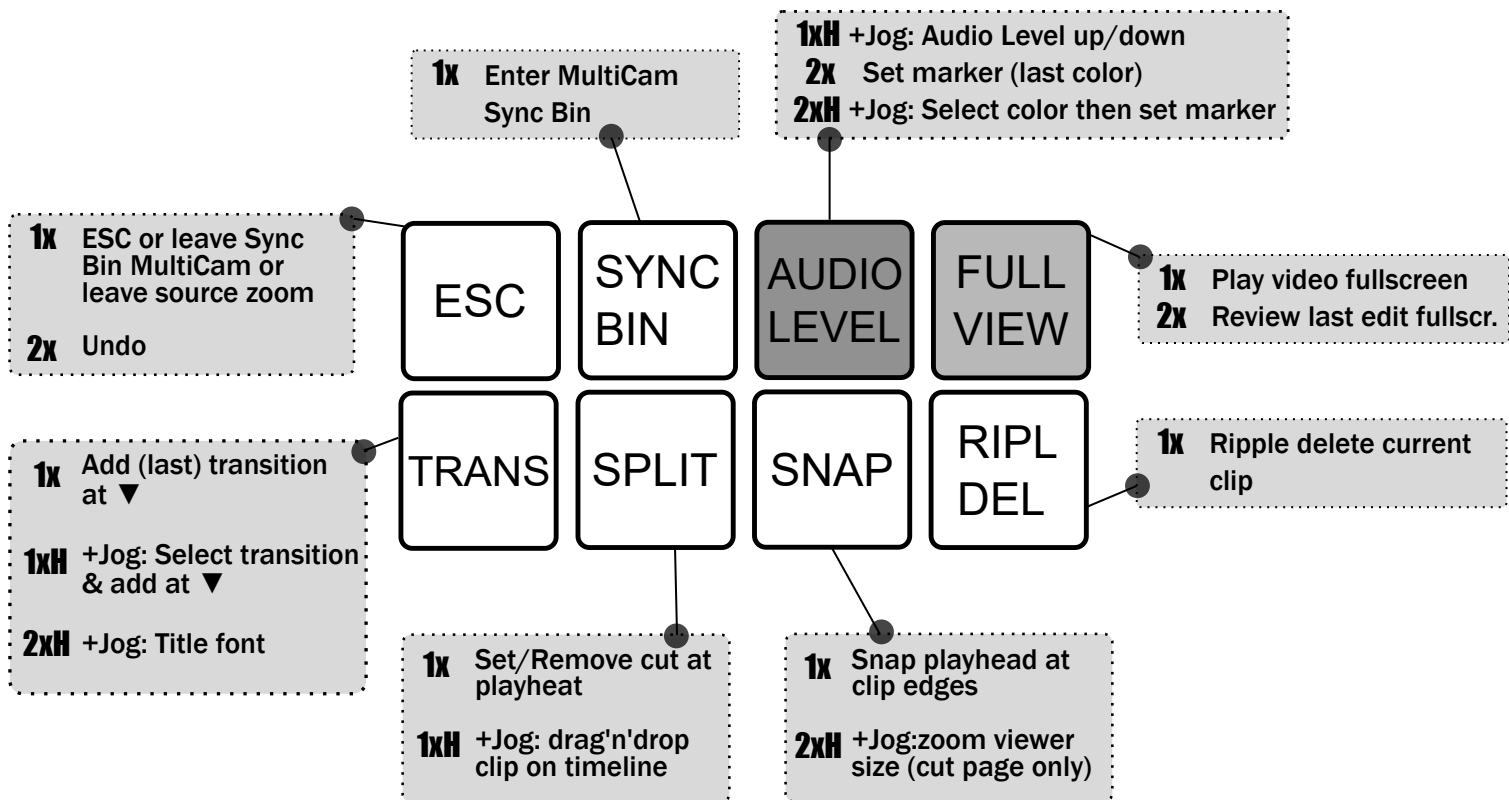 1xH +Jog: Audio Level up/down
2x Set marker (last color)
2xH +Jog: Select color then set marker
1x Enter MultiCam
Sync Bin
1x ESC or leave Sync
Bin MultiCam or
leave source zoom
2x Undo
ESC
SYNC
BIN
AUDIO
LEVEL
FULL
VIEW
1x Play video fullscreen
2x Review last edit fullscr.
1x Add (last) transition
at ▼
1xH +Jog: Select transition
& add at ▼
2xH +Jog: Title font
TRANS
SPLIT
SNAP
RIPL
DEL
1x Ripple delete current
clip
1x Set/Remove cut at
playheat
1xH +Jog: drag'n'drop
clip on timeline
1x Snap playhead at
clip edges
2xH +Jog:zoom viewer
size (cut page only)